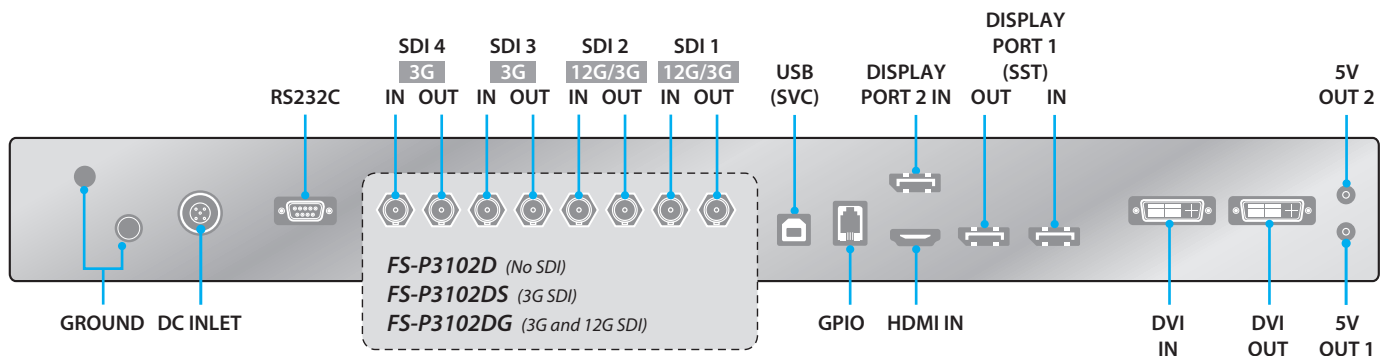 DISPLAY
PORT 1
(SST)
SDI 4 SDI 3 SDI 2 SDI 1
3G 3G 12G/3G 12G/3G
USB
(SVC)
DISPLAY
PORT 2 IN
5V
OUT 2
RS232C
IN OUT IN OUT IN OUT IN OUT
OUT IN
FS-P3102D (No SDI)
FS-P3102DS (3G SDI)
FS-P3102DG (3G and 12G SDI)
GROUND DC INLET
GPIO HDMI IN
DVI
IN
DVI
OUT
5V
OUT 1